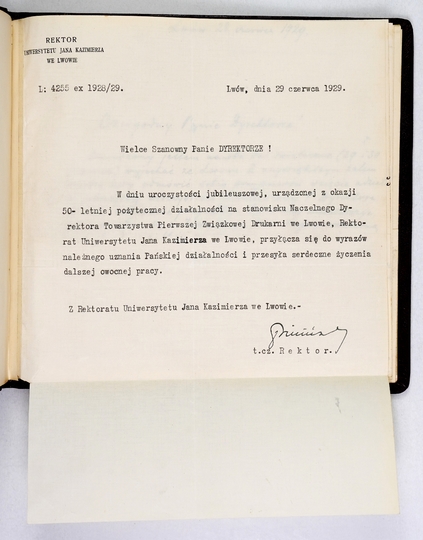 REKTOR
UNIWERSYTETU JANA KAZIMIERZA
WE LWOWIE
L: 4255 ex 1928/29.
Lwów, dnia 29 czerwca 1929.
Wielce Szanowny Panie DYREKTORZE !
W dniu uroczystości jubileuszowej, urządzonej z okazji
50- letniej pożytecznej działalności na stanowisku Naczelnego Dy-
rektora Towarzystwa Pierwszej Związkowej Drukarni we Lwowie, Rekto-
rat Uniwersytetu Jana Kazimierza we Lwowie, przyłącza się do wyrazów
należnego uznania Pańskiej działalności i przesyła serdeczne życzenia
dalszej owocnej pracy.
Z Rektoratu Uniwersytetu Jana Kazimierza we Lwowie.-
t.cz. Rektor.